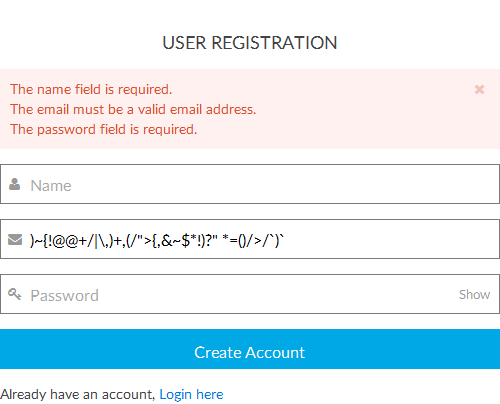 USER REGISTRATION
The name field is required.
The email must be a valid email address.
The password field is required.
Name
)~{!@@+/|\,)+,(/">{,&~$*!)?" *=()/>/`)`
Password Show
Create Account
Already have an account, Login here